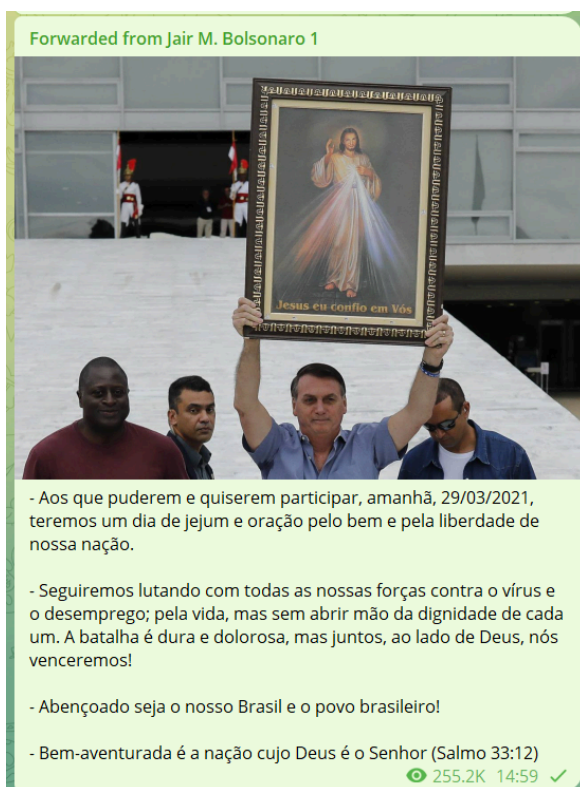 Forwarded from Jair M. Bolsonaro 1
Jesus eu confio em Vós
- Aos que puderem e quiserem participar, amanhã, 29/03/2021,
teremos um dia de jejum e oração pelo bem e pela liberdade de
nossa nação.
- Seguiremos lutando com todas as nossas forças contra o vírus e
o desemprego; pela vida, mas sem abrir mão da dignidade de cada
um. A batalha é dura e dolorosa, mas juntos, ao lado de Deus, nós
venceremos!
- Abençoado seja o nosso Brasil e o povo brasileiro!
- Bem-aventurada é a nação cujo Deus é o Senhor (Salmo 33:12)
255.2K 14:59